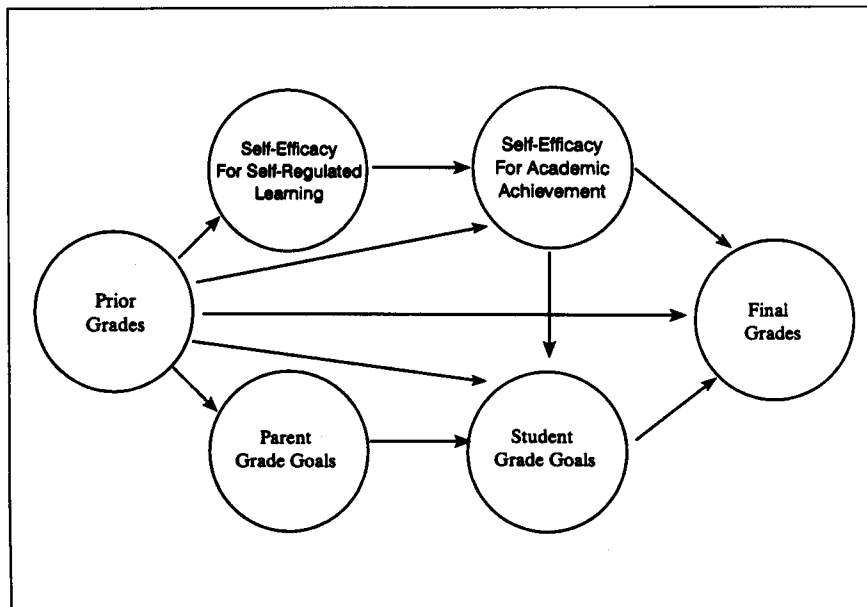 Self-Efficacy
For Self-Regulated
Learning
Self-Efficacy
For Academic
Achievement
Prior
Grades
Final
Grades
Parent
Grade Goals
Student
Grade Goals